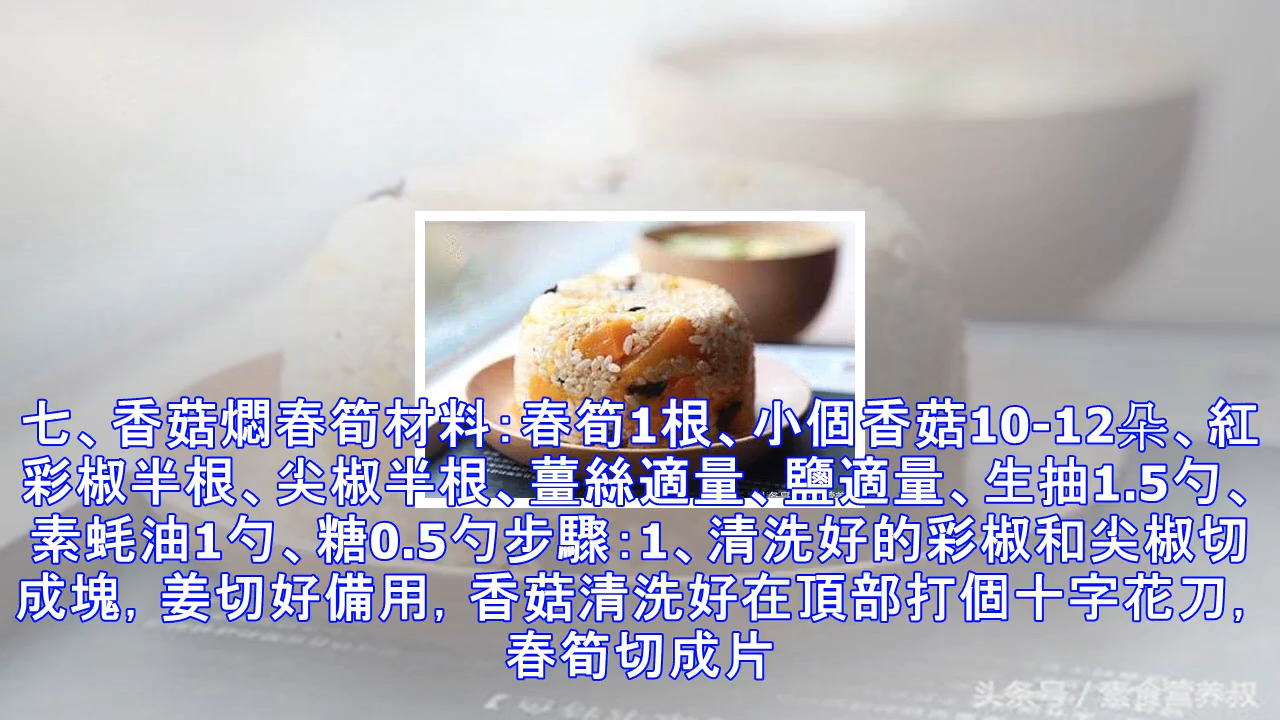 七、香菇燜春筍材料：春筍1根、小個香菇10-12朵、紅
彩椒半根、尖椒半根、薑絲適量、鹽適量、生抽1.5勺、
素蚝油1勺、糖0.5勺步驟：1、清洗好的彩椒和尖椒切
成塊，姜切好備用，香菇清洗好在頂部打個十字花刀，
春筍切成片
头条号 / 素食营养叔